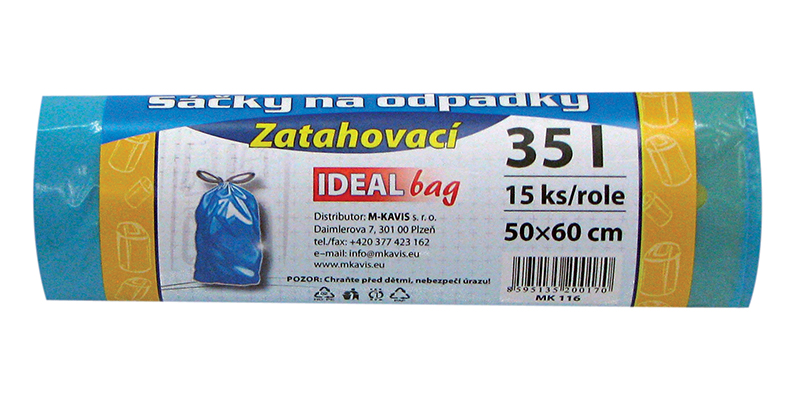 Sáčky na odpadky
Zatahovací
IDEAL bag
Distributor: M-KAVIS s. r. o.
Daimlerova 7, 301 00 Plzeň
tel./fax: +420 377 423 162
e-mail: info@mkavis.eu
www.mkavis.eu
POZOR: Chraňte před dětmi, nebezpečí úrazu!
35 l
15 ks/role
50×60 cm
8 595135 200170
MK 116